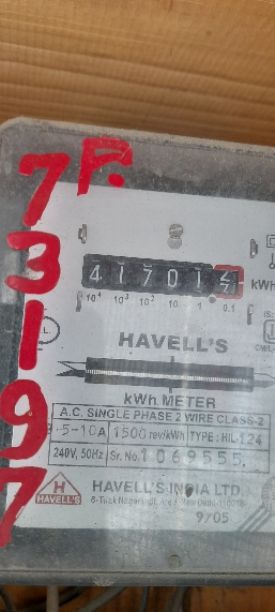 7 F.
3
1
9
7
41701
kWh
10⁴ 10³ 10² 10 1 0.1
HAVELL'S
kWh METER
A.C. SINGLE PHASE 2 WIRE CLASS-2
5-10A 1500 rev/kWh TYPE: HIL-124
240V, 50Hz Sr. No. 1069555
H
HAVELL'S
HAVELL'S INDIA LTD.
9/05